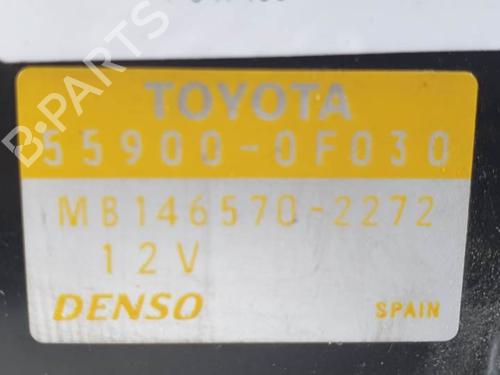 TOYOTA
55900-0F030
MB146570-2272
12V
DENSO
SPAIN
B-PARTS